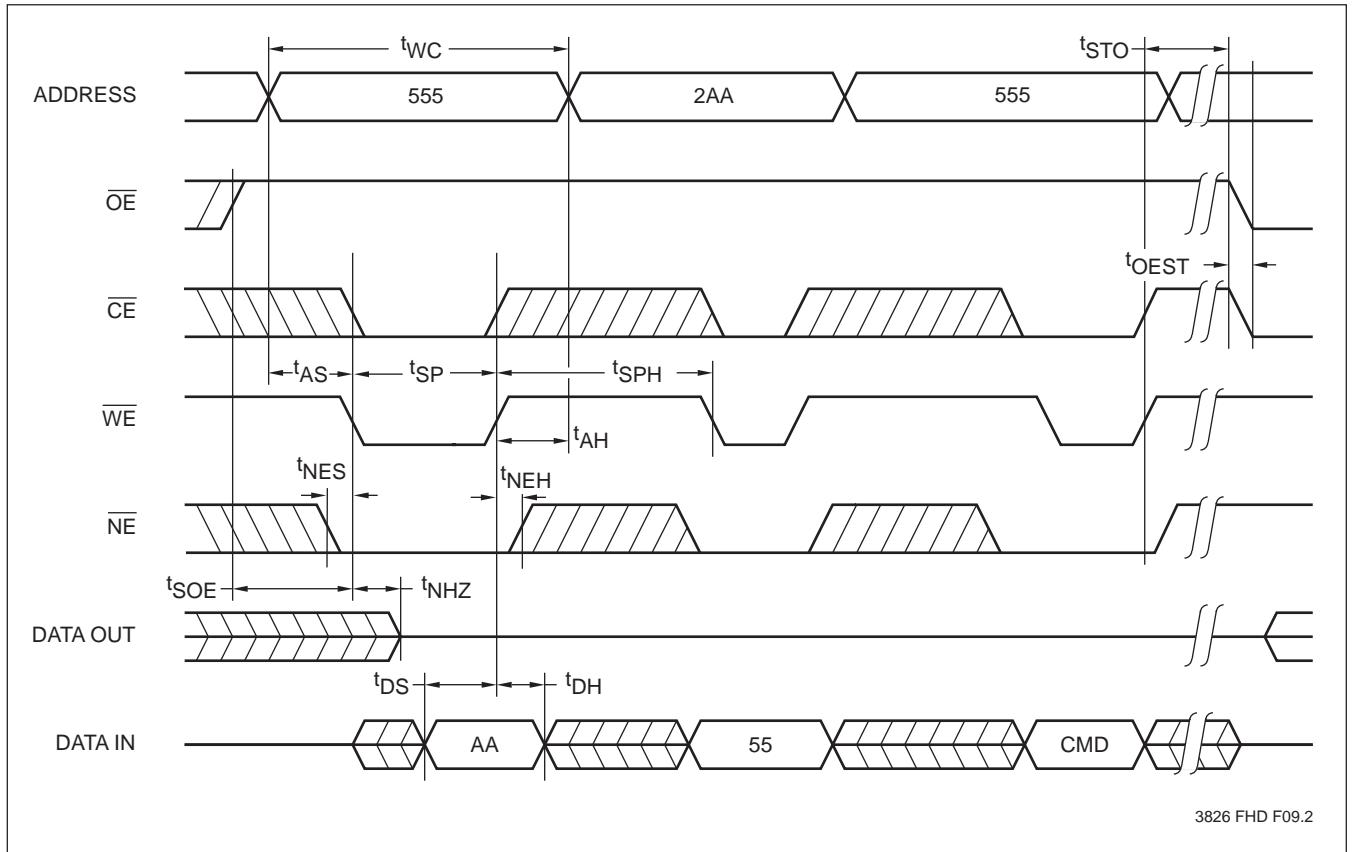 tWC
tSTO
ADDRESS
555
2AA
555
OE
tOEST
CE
tAS
tSP
tSPH
WE
tAH
tNES
tNEH
NE
tSOE
tNHZ
DATA OUT
tDS
tDH
DATA IN
AA
55
CMD
3826 FHD F09.2